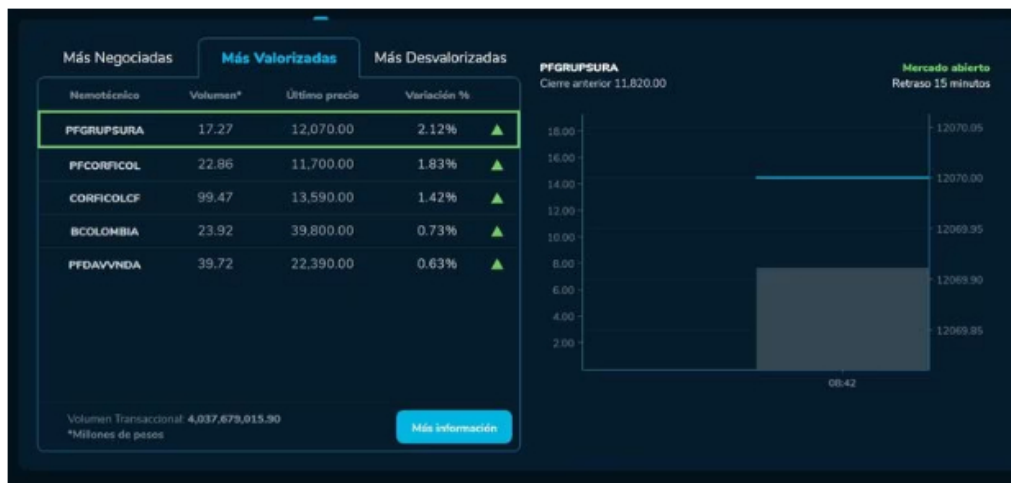 Más Negociadas
Más Valorizadas
Más Desvalorizadas
Nemotécnico Volumen* Último precio Variación %
PFGRUPSURA 17.27 12,070.00 2.12%
PFCORFICOL 22.86 11,700.00 1.83%
CORFICOLCF 99.47 13,590.00 1.42%
BCOLOMBIA 23.92 39,800.00 0.73%
PFDAVVNDA 39.72 22,390.00 0.63%
Volumen Transaccional: 4,037,679,015.90
*Millones de pesos
Más información
PFGRUPSURA
Cierre anterior 11,820.00
Mercado abierto
Retraso 15 minutos
18.00
16.00
14.00
12.00
10.00
8.00
6.00
4.00
2.00
12070.05
12070.00
12069.95
12069.90
12069.85
08:42